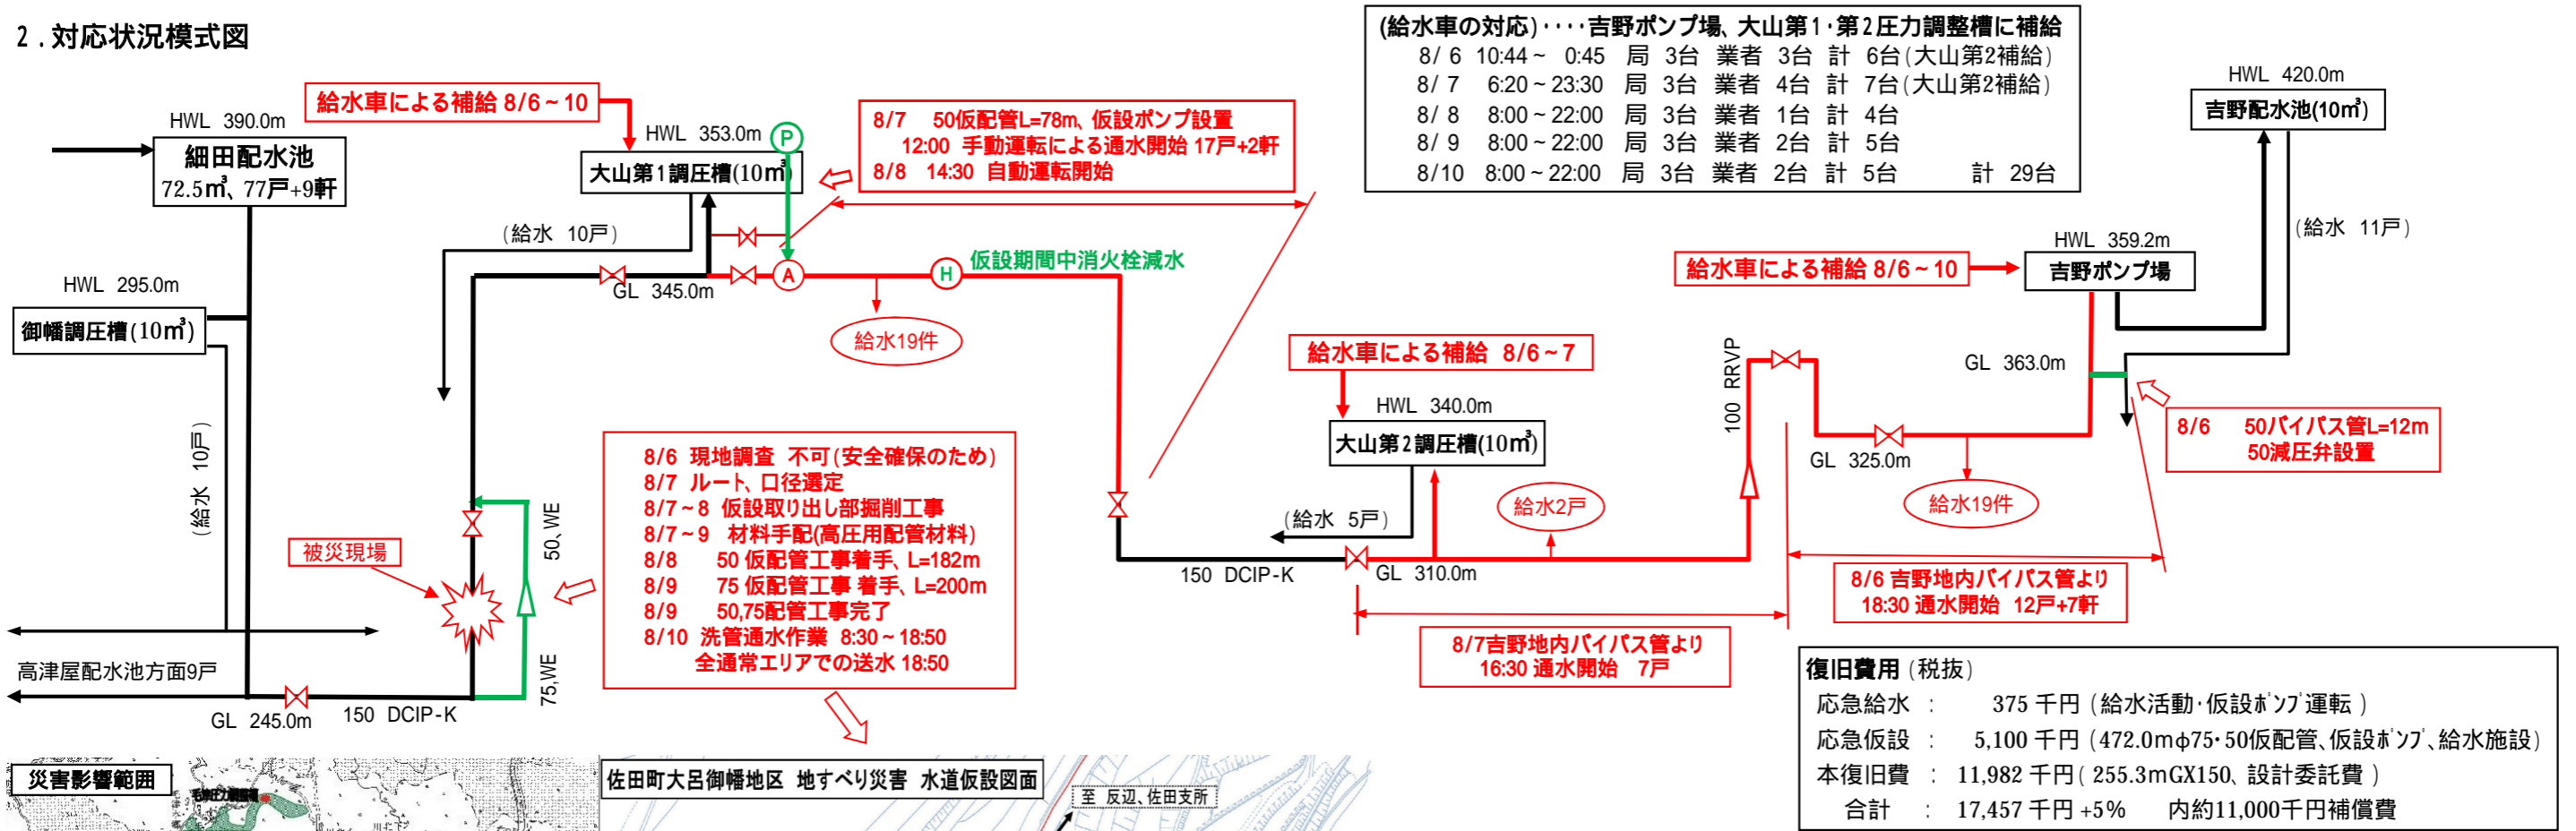 2．対応状況模式図
(給水車の対応)‥‥吉野ポンプ場、大山第1・第2圧力調整槽に補給
8/ 6 10:44～ 0:45 局 3台 業者 3台 計 6台(大山第2補給)
8/ 7 6:20～23:30 局 3台 業者 4台 計 7台(大山第2補給)
8/ 8 8:00～22:00 局 3台 業者 1台 計 4台
8/ 9 8:00～22:00 局 3台 業者 2台 計 5台
8/10 8:00～22:00 局 3台 業者 2台 計 5台 計 29台
給水車による補給 8/6～10
HWL 390.0m
細田配水池
72.5㎥、77戸+9軒
HWL 353.0m
P
大山第1調圧槽(10㎥)
8/7 50仮配管L=78m、仮設ポンプ設置
12:00 手動運転による通水開始 17戸+2軒
8/8 14:30 自動運転開始
HWL 420.0m
吉野配水池(10㎥)
(給水 10戸)
(給水 11戸)
HWL 359.2m
給水車による補給 8/6～10
吉野ポンプ場
A
H
仮設期間中消火栓減水
GL 345.0m
HWL 295.0m
御幡調圧槽(10㎥)
給水19件
給水車による補給 8/6～7
HWL 340.0m
大山第2調圧槽(10㎥)
100 RRVP
GL 363.0m
8/6 50バイパス管L=12m
50減圧弁設置
GL 325.0m
給水19件
(給水 10戸)
8/6 現地調査 不可(安全確保のため)
8/7 ルート、口径選定
8/7～8 仮設取り出し部掘削工事
8/7～9 材料手配(高圧用配管材料)
8/8 50 仮配管工事着手、L=182m
8/9 75 仮配管工事 着手、L=200m
8/9 50,75配管工事完了
8/10 洗管通水作業 8:30～18:50
全通常エリアでの送水 18:50
被災現場
50、WE
75,WE
(給水 5戸)
給水2戸
150 DCIP-K
GL 310.0m
8/6 吉野地内バイパス管より
18:30 通水開始 12戸+7軒
8/7吉野地内バイパス管より
16:30 通水開始 7戸
高津屋配水池方面9戸
GL 245.0m
150 DCIP-K
復旧費用 (税抜)
応急給水 : 375 千円 (給水活動・仮設ﾎﾟﾝﾌﾟ運転 )
応急仮設 : 5,100 千円 (472.0mφ75・50仮配管、仮設ﾎﾟﾝﾌﾟ、給水施設)
本復旧費 : 11,982 千円 ( 255.3mGX150、設計委託費 )
合計 : 17,457 千円 +5% 内約11,000千円補償費
災害影響範囲
佐田町大呂御幡地区 地すべり災害 水道仮設図面
至 反辺、佐田支所